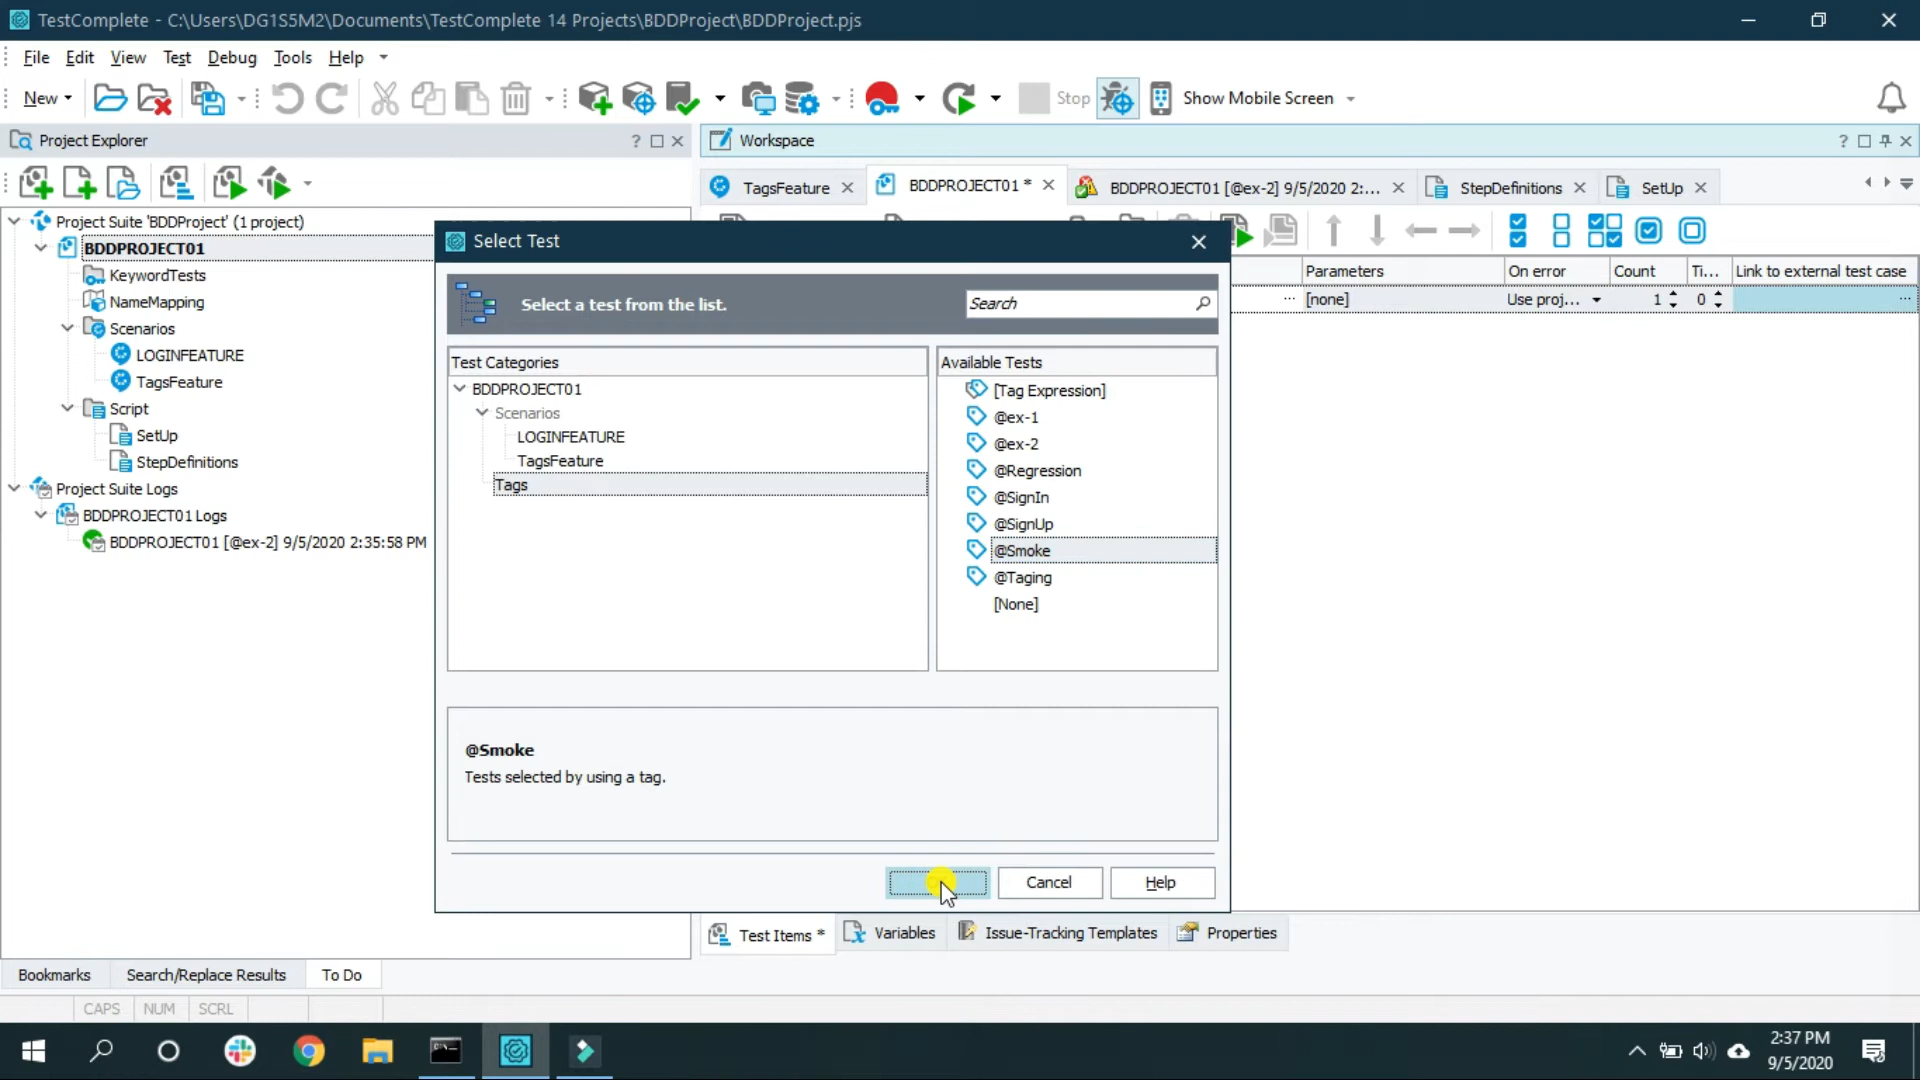 TestComplete - C:\Users\DG1S5M2\Documents\TestComplete 14 Projects\BDDProject\BDDProject.pjs
File Edit View Test Debug Tools Help
New Stop Show Mobile Screen
Project Explorer ?
Workspace ?
TagsFeature BDDPROJECT01 * BDDPROJECT01 [@ex-2] 9/5/2020 2:... StepDefinitions SetUp
Project Suite 'BDDProject' (1 project)
BDDPROJECT01
KeywordTests
NameMapping
Scenarios
LOGINFEATURE
TagsFeature
Script
SetUp
StepDefinitions
Project Suite Logs
BDDPROJECT01 Logs
BDDPROJECT01 [@ex-2] 9/5/2020 2:35:58 PM
Parameters On error Count Ti... Link to external test case
... [none] Use proj... 1 0 ...
Select Test
Select a test from the list.
Search
Test Categories
BDDPROJECT01
Scenarios
LOGINFEATURE
TagsFeature
Tags
Available Tests
[Tag Expression]
@ex-1
@ex-2
@Regression
@SignIn
@SignUp
@Smoke
@Taging
[None]
@Smoke
Tests selected by using a tag.
Cancel Help
Test Items * Variables Issue-Tracking Templates Properties
Bookmarks Search/Replace Results To Do
CAPS NUM SCRL
2:37 PM
9/5/2020